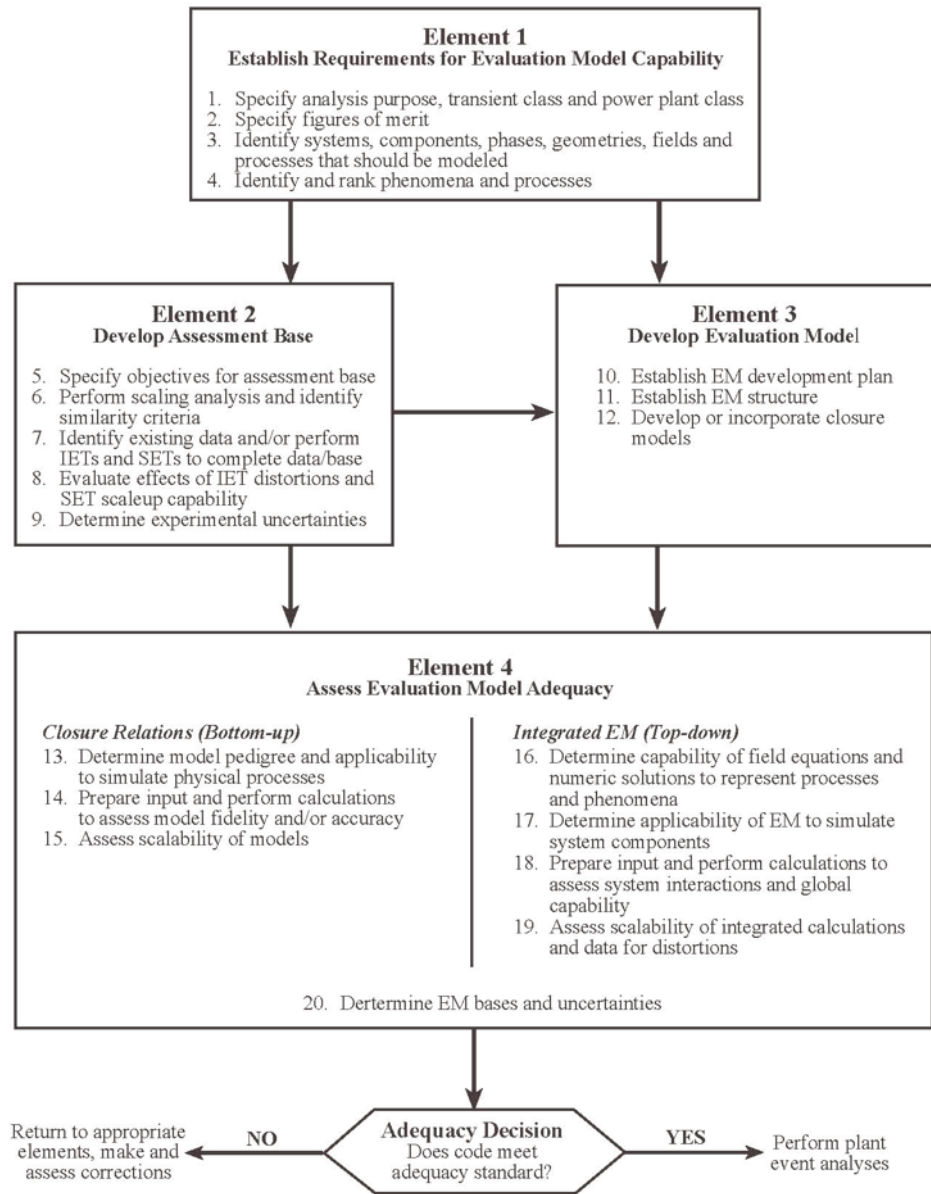 Element 1
Establish Requirements for Evaluation Model Capability
1. Specify analysis purpose, transient class and power plant class
2. Specify figures of merit
3. Identify systems, components, phases, geometries, fields and
processes that should be modeled
4. Identify and rank phenomena and processes
Element 2
Develop Assessment Base
5. Specify objectives for assessment base
6. Perform scaling analysis and identify
similarity criteria
7. Identify existing data and/or perform
IETs and SETs to complete data/base
8. Evaluate effects of IET distortions and
SET scaleup capability
9. Determine experimental uncertainties
Element 3
Develop Evaluation Model
10. Establish EM development plan
11. Establish EM structure
12. Develop or incorporate closure
models
Element 4
Assess Evaluation Model Adequacy
Closure Relations (Bottom-up)
13. Determine model pedigree and applicability
to simulate physical processes
14. Prepare input and perform calculations
to assess model fidelity and/or accuracy
15. Assess scalability of models
Integrated EM (Top-down)
16. Determine capability of field equations and
numeric solutions to represent processes
and phenomena
17. Determine applicability of EM to simulate
system components
18. Prepare input and perform calculations to
assess system interactions and global
capability
19. Assess scalability of integrated calculations
and data for distortions
20. Dertermine EM bases and uncertainties
Adequacy Decision
Does code meet
adequacy standard?
NO
Return to appropriate
elements, make and
assess corrections
YES
Perform plant
event analyses